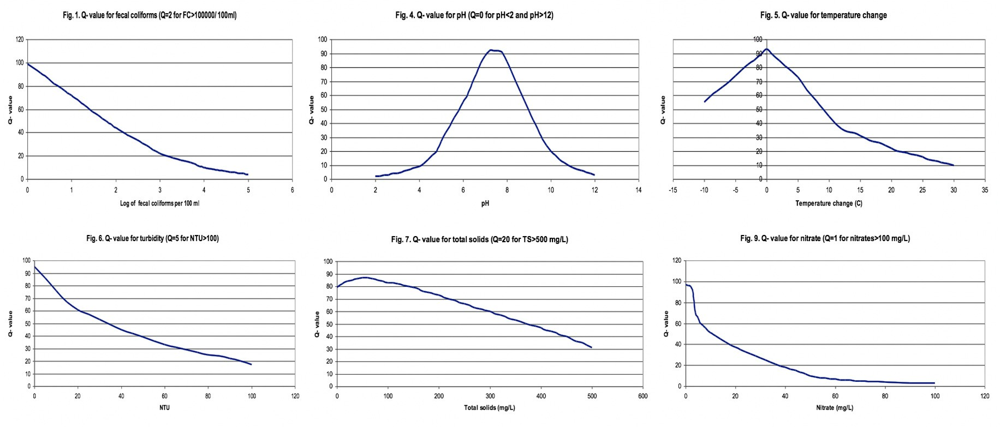 Fig. 1. Q- value for fecal coliforms (Q=2 for FC>100000/ 100ml)
120
100
80
60
40
20
0
Q- value
0 1 2 3 4 5 6
Log of fecal coliforms per 100 ml
Fig. 4. Q- value for pH (Q=0 for pH<2 and pH>12)
100
90
80
70
60
50
40
30
20
10
0
Q- value
0 2 4 6 8 10 12 14
pH
Fig. 5. Q- value for temperature change
100
90
80
70
60
50
40
30
20
10
0
Q- value
-15 -10 -5 0 5 10 15 20 25 30 35
Temperature change (C)
Fig. 6. Q- value for turbidity (Q=5 for NTU>100)
100
90
80
70
60
50
40
30
20
10
0
Q- value
0 20 40 60 80 100 120
NTU
Fig. 7. Q- value for total solids (Q=20 for TS>500 mg/L)
100
90
80
70
60
50
40
30
20
10
0
Q- value
0 100 200 300 400 500 600
Total solids (mg/L)
Fig. 9. Q- value for nitrate (Q=1 for nitrates>100 mg/L)
120
100
80
60
40
20
0
Q- value
0 20 40 60 80 100 120
Nitrate (mg/L)